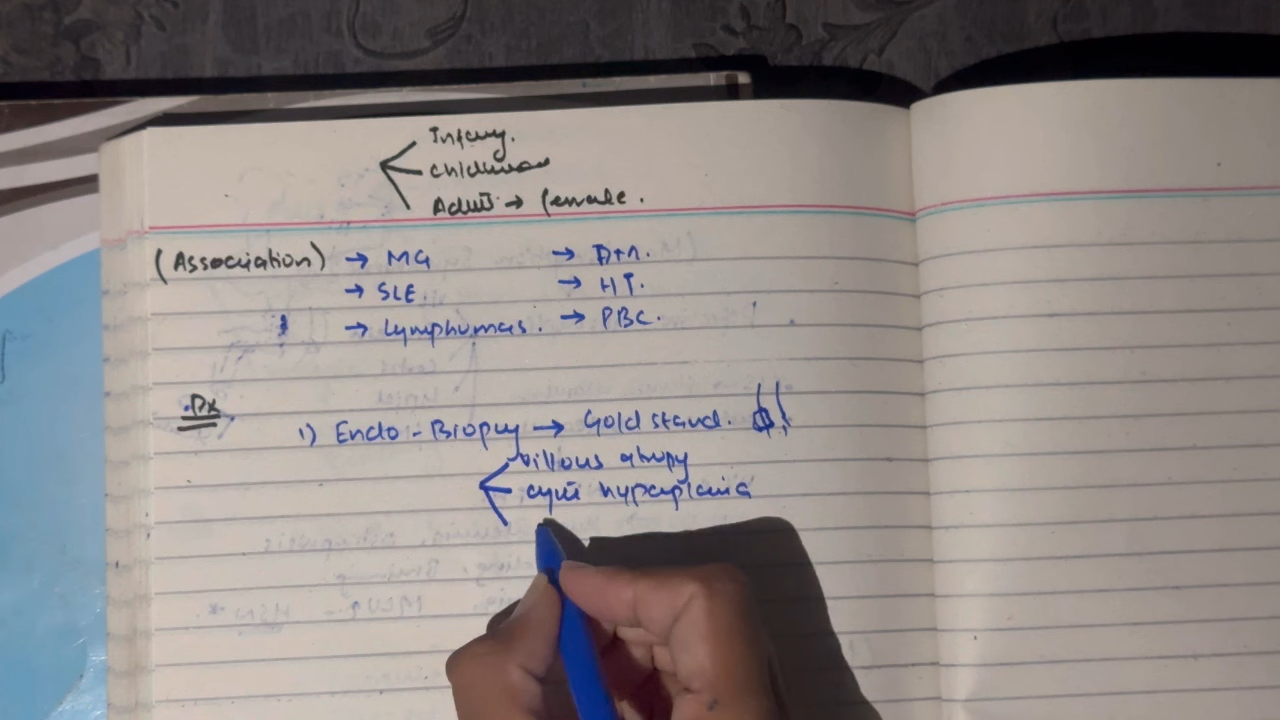 Infancy.
Childhood
Adult → female.
(Association) → MG → DM.
→ SLE → HT.
→ Lymphomas. → PBC.
Dx
1) Endo-Biopsy → Gold stand.
villous atropy
crypt hyperplasia